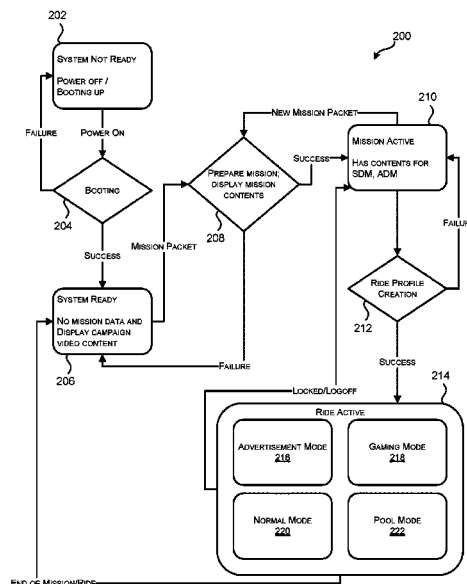 202
200
SYSTEM NOT READY
POWER OFF /
BOOTING UP
210
NEW MISSION PACKET
FAILURE
POWER ON
MISSION ACTIVE
HAS CONTENTS FOR
SDM, ADM
SUCCESS
PREPARE MISSION;
DISPLAY MISSION
CONTENTS
BOOTING
204
208
MISSION PACKET
FAILURE
SUCCESS
RIDE PROFILE
CREATION
212
SYSTEM READY
NO MISSION DATA AND
DISPLAY CAMPAIGN
VIDEO CONTENT
206
FAILURE
SUCCESS
LOCKED/LOGOFF
214
RIDE ACTIVE
ADVERTISEMENT MODE
216
GAMING MODE
218
NORMAL MODE
220
POOL MODE
222
END OF MISSION/RIDE